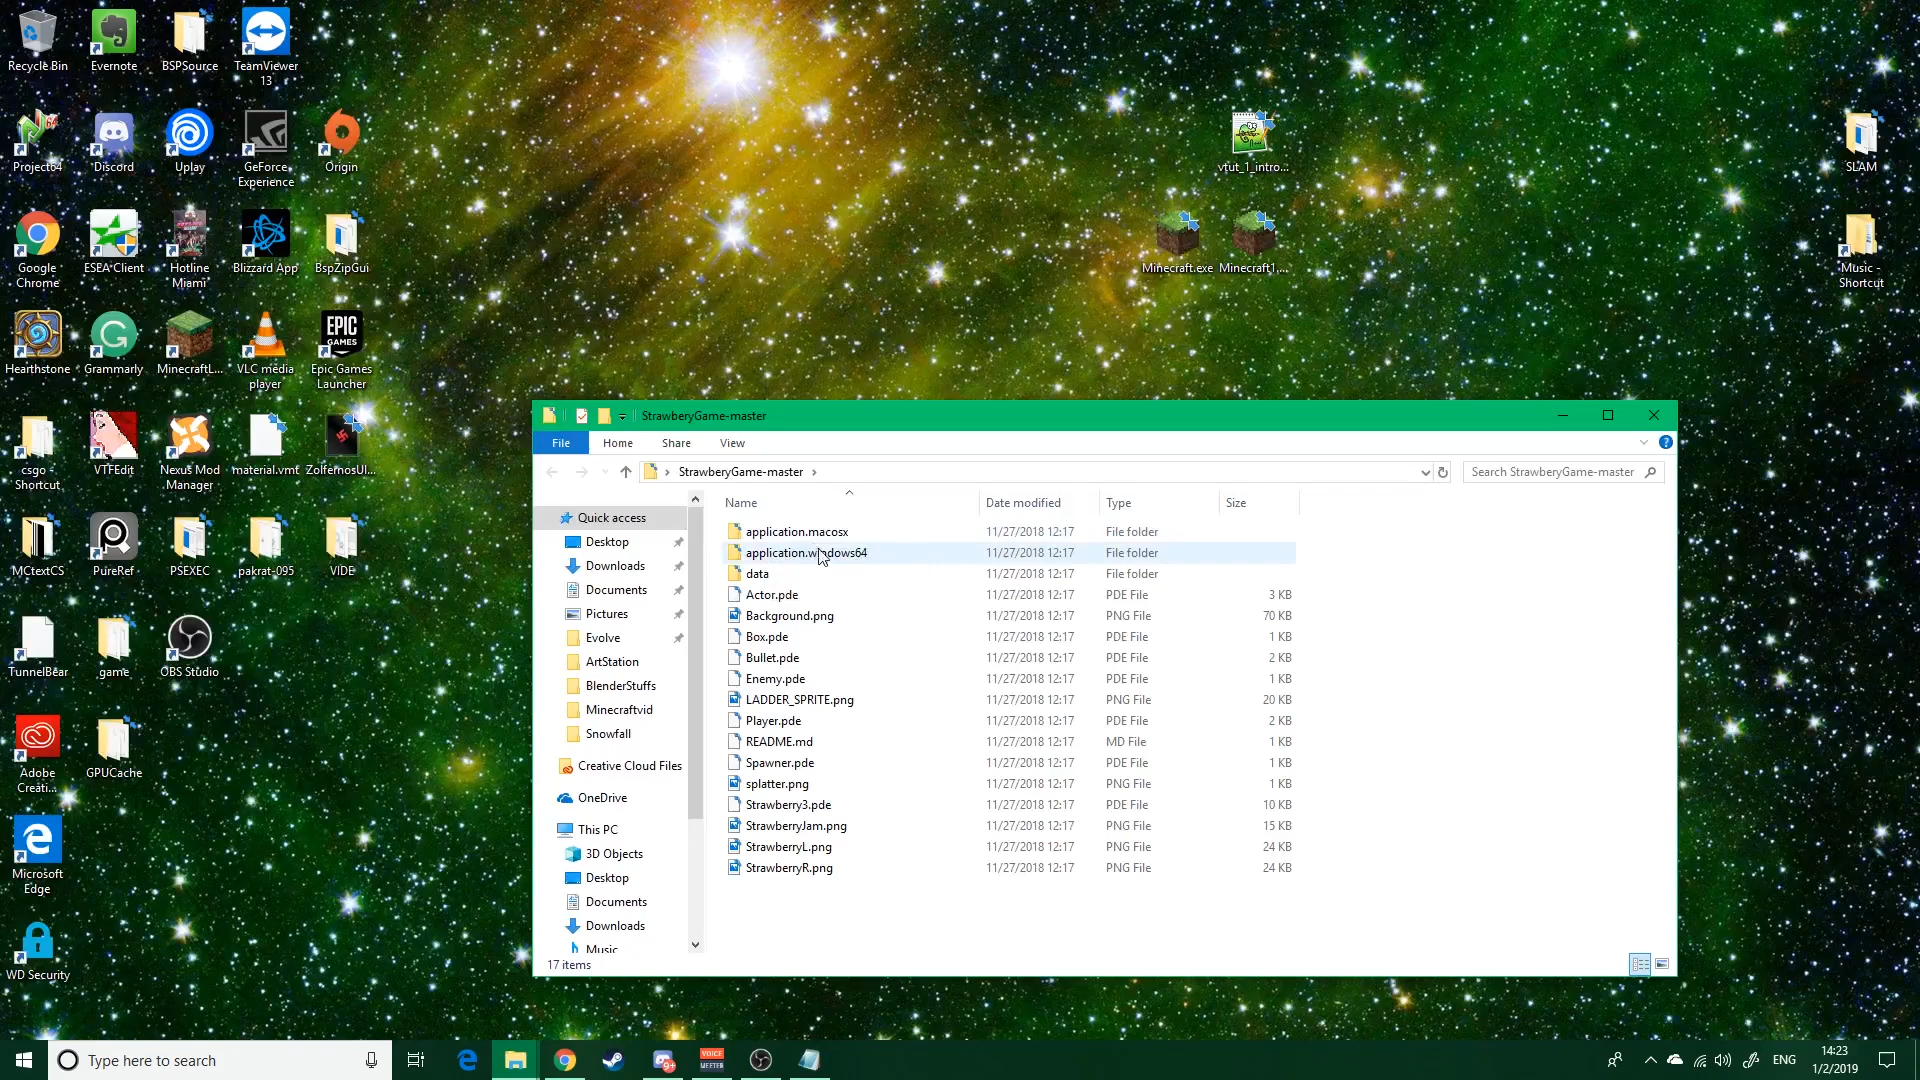 Recycle Bin
Evernote
BSPSource
TeamViewer
13
64
Project64
Discord
Uplay
GeForce
Experience
Origin
vtut_1_intro...
SLAM
Google
Chrome
ESEA Client
Hotline
Miami
Blizzard App
BspZipGui
Minecraft.exe
Minecraft1....
Music -
Shortcut
EPIC
GAMES
Hearthstone
Grammarly
MinecraftL...
VLC media
player
Epic Games
Launcher
csgo -
Shortcut
VTFEdit
Nexus Mod
Manager
material.vmt
ZolfernosUI...
MCtextCS
PureRef
PSEXEC
pakrat-095
VIDE
TunnelBear
game
OBS Studio
Adobe
Creati...
GPUCache
Microsoft
Edge
WD Security
StrawberyGame-master
File
Home
Share
View
StrawberyGame-master
Search StrawberyGame-master
Quick access
Desktop
Downloads
Documents
Pictures
Evolve
ArtStation
BlenderStuffs
Minecraftvid
Snowfall
Creative Cloud Files
OneDrive
This PC
3D Objects
Desktop
Documents
Downloads
Music
Name Date modified Type Size
application.macosx 11/27/2018 12:17 File folder
application.windows64 11/27/2018 12:17 File folder
data 11/27/2018 12:17 File folder
Actor.pde 11/27/2018 12:17 PDE File 3 KB
Background.png 11/27/2018 12:17 PNG File 70 KB
Box.pde 11/27/2018 12:17 PDE File 1 KB
Bullet.pde 11/27/2018 12:17 PDE File 2 KB
Enemy.pde 11/27/2018 12:17 PDE File 1 KB
LADDER_SPRITE.png 11/27/2018 12:17 PNG File 20 KB
Player.pde 11/27/2018 12:17 PDE File 2 KB
README.md 11/27/2018 12:17 MD File 1 KB
Spawner.pde 11/27/2018 12:17 PDE File 1 KB
splatter.png 11/27/2018 12:17 PNG File 1 KB
Strawberry3.pde 11/27/2018 12:17 PDE File 10 KB
StrawberryJam.png 11/27/2018 12:17 PNG File 15 KB
StrawberryL.png 11/27/2018 12:17 PNG File 24 KB
StrawberryR.png 11/27/2018 12:17 PNG File 24 KB
17 items
Type here to search
9+
VOICE
MEETER
ENG
14:23
1/2/2019